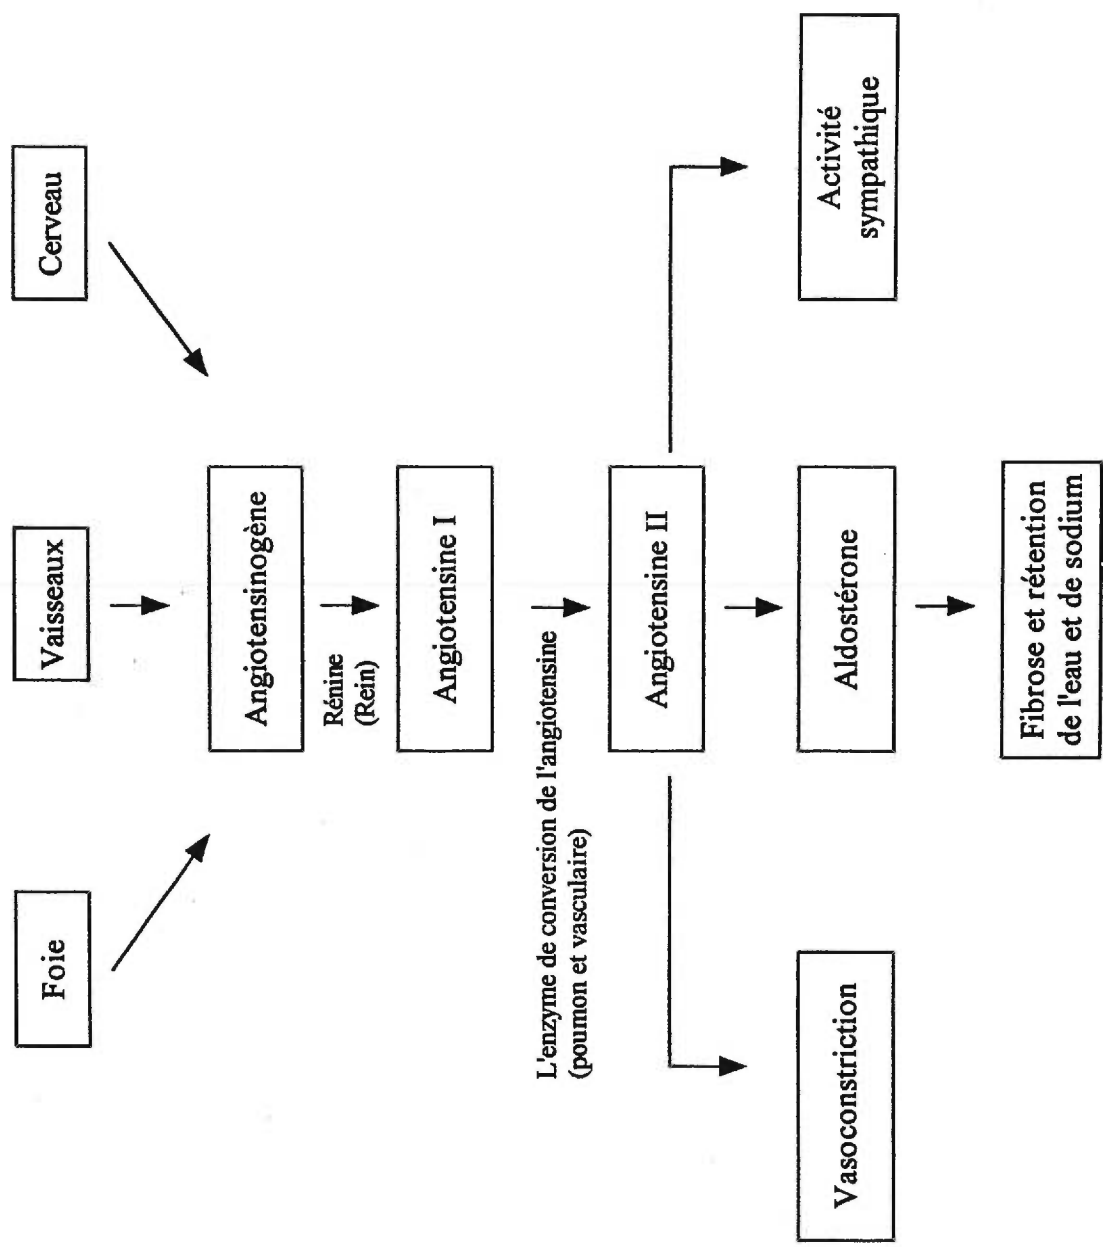 Foie
Vaisseaux
Cerveau
Angiotensinogène
Rénine
(Rein)
Angiotensine I
L'enzyme de conversion de l'angiotensine
(poumon et vasculaire)
Angiotensine II
Vasoconstriction
Aldostérone
Activité
sympathique
Fibrose et rétention
de l'eau et de sodium